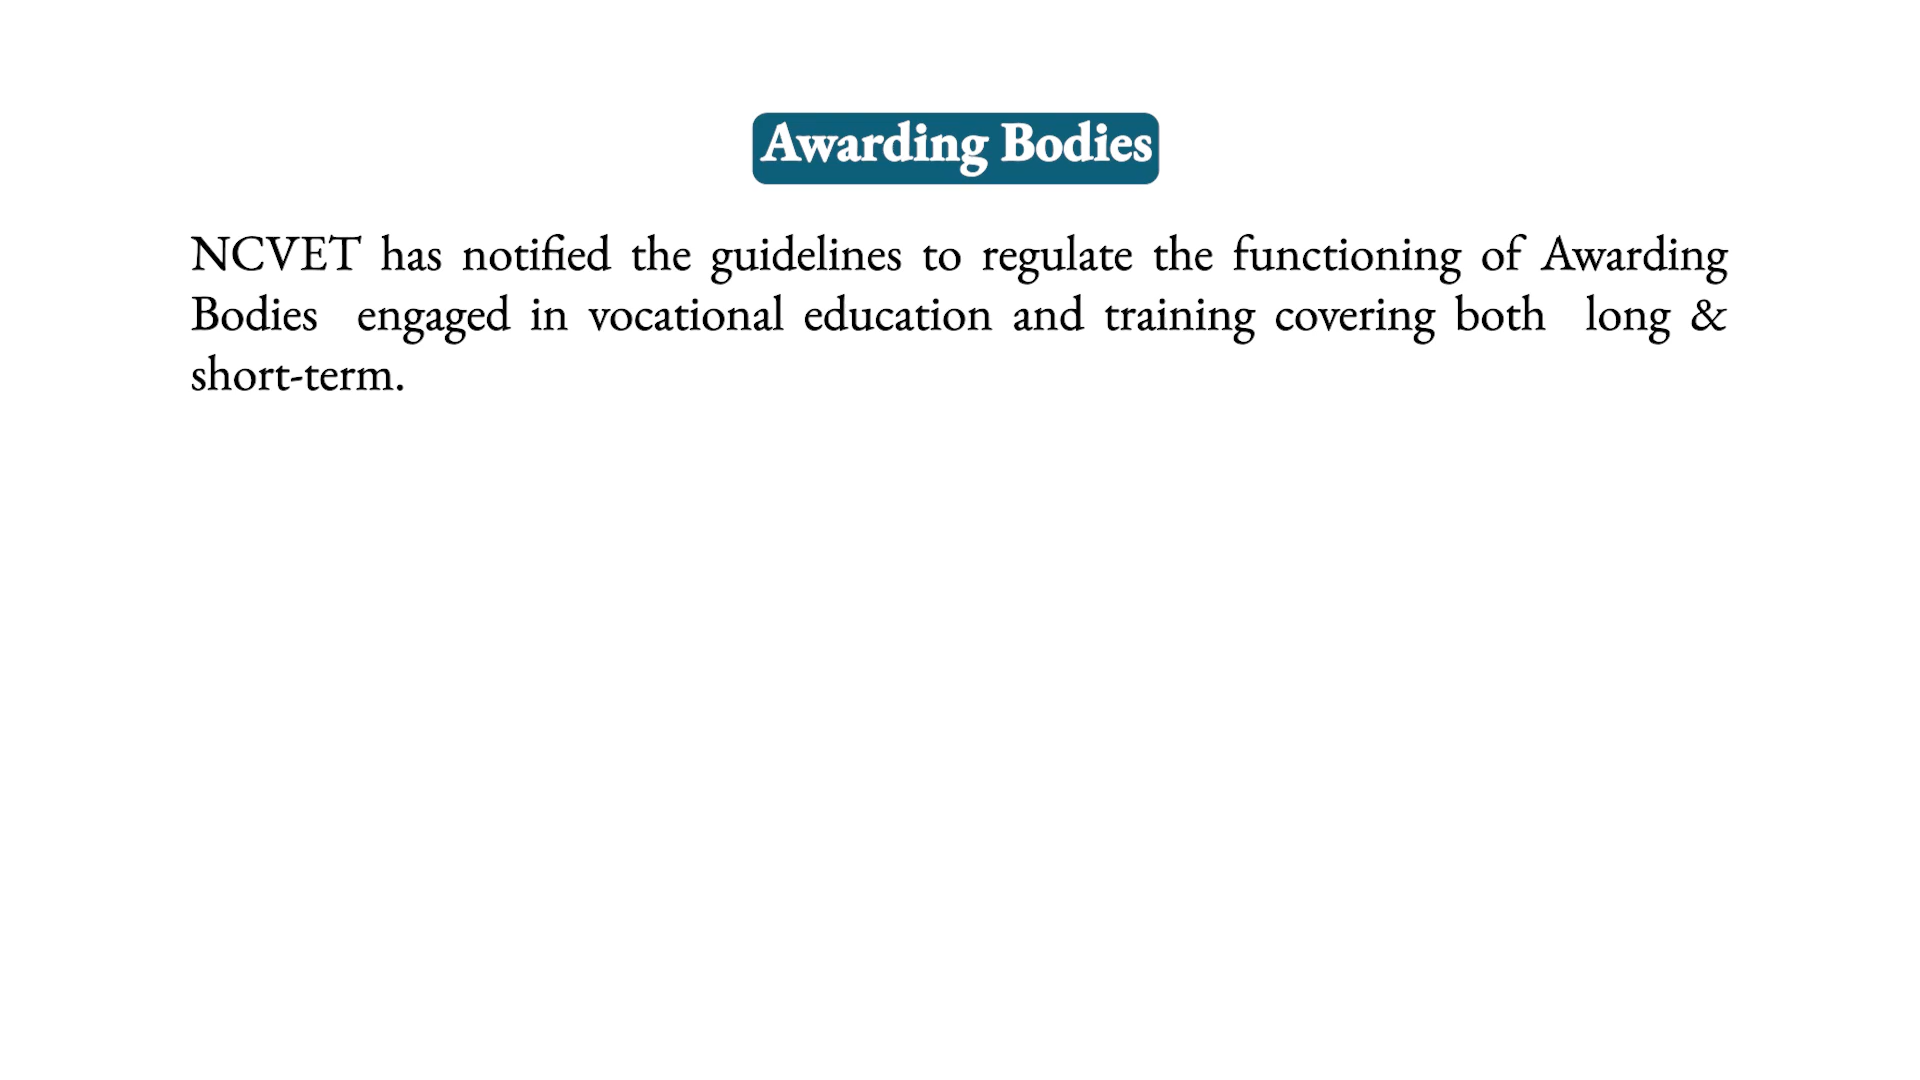 Awarding Bodies
NCVET has notified the guidelines to regulate the functioning of Awarding
Bodies engaged in vocational education and training covering both long &
short-term.